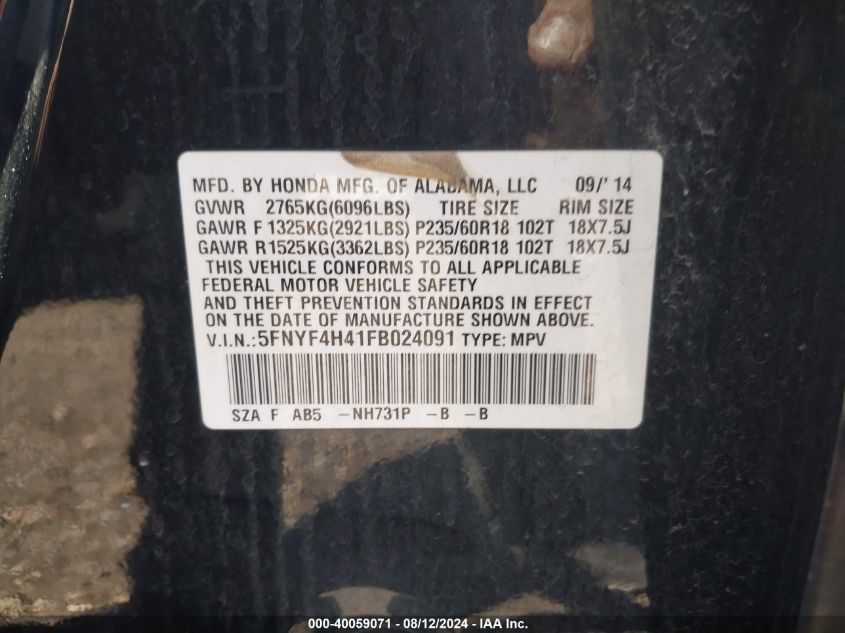 MFD. BY HONDA MFG. OF ALABAMA, LLC 09/' 14
GVWR 2765KG(6096LBS) TIRE SIZE RIM SIZE
GAWR F 1325KG(2921LBS) P235/60R18 102T 18X7.5J
GAWR R1525KG(3362LBS) P235/60R18 102T 18X7.5J
THIS VEHICLE CONFORMS TO ALL APPLICABLE
FEDERAL MOTOR VEHICLE SAFETY
AND THEFT PREVENTION STANDARDS IN EFFECT
ON THE DATE OF MANUFACTURE SHOWN ABOVE.
V.I.N.:5FNYF4H41FB024091 TYPE: MPV
SZA F AB5 -NH731P -B -B
000-40059071 - 08/12/2024 - IAA Inc.